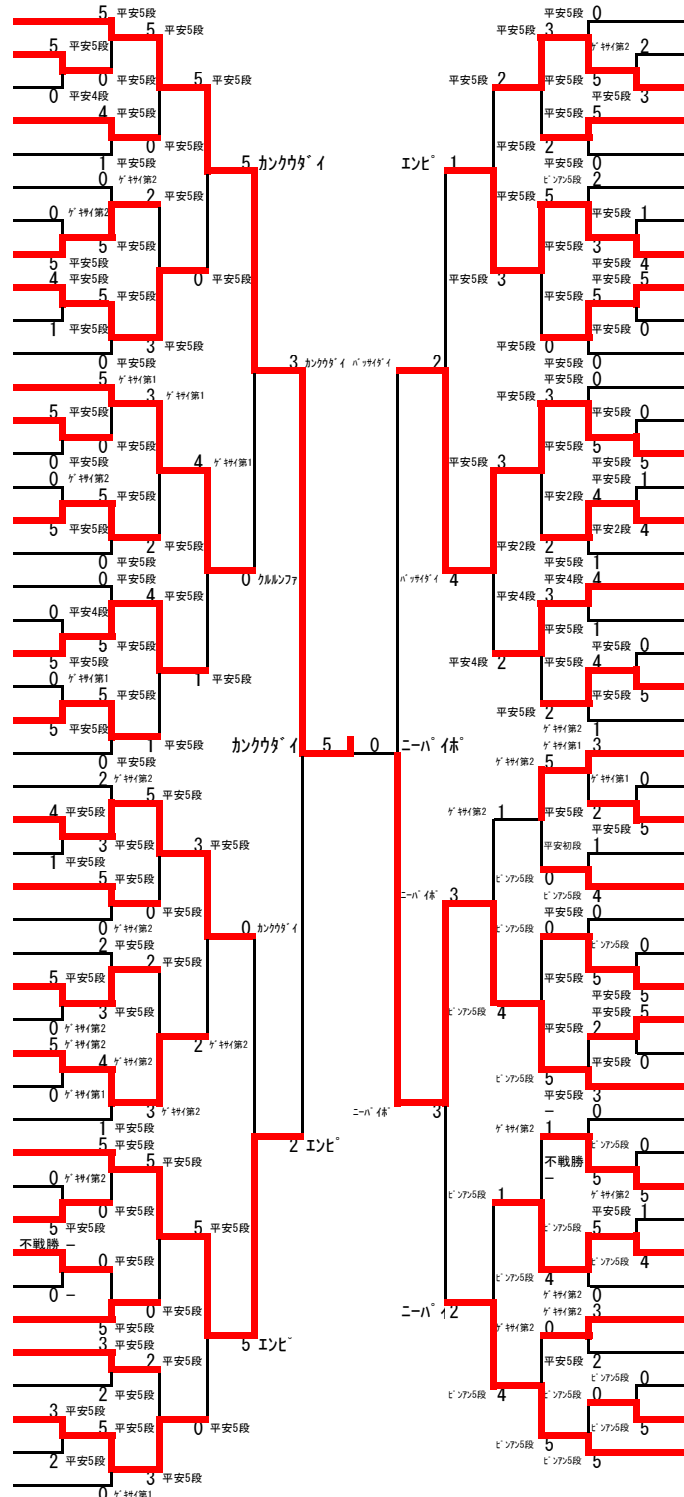 5 平安5段
5 平安5段
5 平安5段
0 平安5段
0 平安4段
5 平安5段
4 平安5段
0 平安5段
1 平安5段
5 カンクウダイ
0 ゲキサイ第2
2 平安5段
0 ゲキサイ第2
5 平安5段
5 平安5段
4 平安5段
0 平安5段
5 平安5段
1 平安5段
3 平安5段
0 平安5段
3 カンクウダイ
5 ゲキサイ第1
3 ゲキサイ第1
5 平安5段
0 平安5段
0 平安5段
4 ゲキサイ第1
0 ゲキサイ第2
5 平安5段
5 平安5段
2 平安5段
0 平安5段
0 クルルンファ
0 平安5段
4 平安5段
0 平安4段
5 平安5段
5 平安5段
1 平安5段
0 ゲキサイ第1
5 平安5段
5 平安5段
1 平安5段
0 平安5段
カンクウダイ 5
2 ゲキサイ第2
5 平安5段
4 平安5段
3 平安5段
1 平安5段
3 平安5段
5 平安5段
0 平安5段
0 ゲキサイ第2
0 カンクウダイ
2 平安5段
2 平安5段
5 平安5段
3 平安5段
0 ゲキサイ第2
2 ゲキサイ第2
5 ゲキサイ第2
4 ゲキサイ第2
0 ゲキサイ第1
3 ゲキサイ第2
1 平安5段
2 エンピ
5 平安5段
5 平安5段
0 ゲキサイ第2
0 平安5段
5 平安5段
5 平安5段
不戦勝 -
0 平安5段
0 -
0 平安5段
5 平安5段
5 エンピ
3 平安5段
2 平安5段
2 平安5段
3 平安5段
5 平安5段
0 平安5段
2 平安5段
3 平安5段
0 ゲキサイ第1
平安5段 0
平安5段 3
ゲキサイ第2 2
平安5段 2
平安5段 5
平安5段 3
平安5段 5
平安5段 2
平安5段 0
エンピ 1
ピンアン5段 2
平安5段 5
平安5段 1
平安5段 3
平安5段 4
平安5段 3
平安5段 5
平安5段 5
平安5段 0
平安5段 0
平安5段 0
バッサイダイ 2
平安5段 0
平安5段 3
平安5段 0
平安5段 5
平安5段 5
平安5段 3
平安5段 1
平安2段 4
平安2段 4
平安2段 2
平安5段 1
バッサイダイ 4
平安4段 4
平安4段 3
平安5段 1
平安5段 0
平安4段 2
平安5段 4
平安5段 5
平安5段 2
ゲキサイ第2 1
0 ニーパイポ
ゲキサイ第1 3
ゲキサイ第2 5
ゲキサイ第1 0
ゲキサイ第2 1
平安5段 2
平安5段 5
平安初段 1
ピンアン5段 0
ピンアン5段 4
ニーパイポ 3
平安5段 0
ピンアン5段 0
ピンアン5段 0
平安5段 5
平安5段 5
ピンアン5段 4
平安5段 5
平安5段 2
平安5段 0
ピンアン5段 5
平安5段 3
ニーパイポ 3
- 0
ゲキサイ第2 1
ピンアン5段 0
不戦勝 5
-
ゲキサイ第2 5
ピンアン5段 1
平安5段 1
ピンアン5段 5
ピンアン5段 4
ピンアン5段 4
ゲキサイ第2 0
ニーパイ 2
ゲキサイ第2 3
ゲキサイ第2 0
平安5段 2
ピンアン5段 0
ピンアン5段 4
ピンアン5段 0
ピンアン5段 5
ピンアン5段 5
ピンアン5段 5